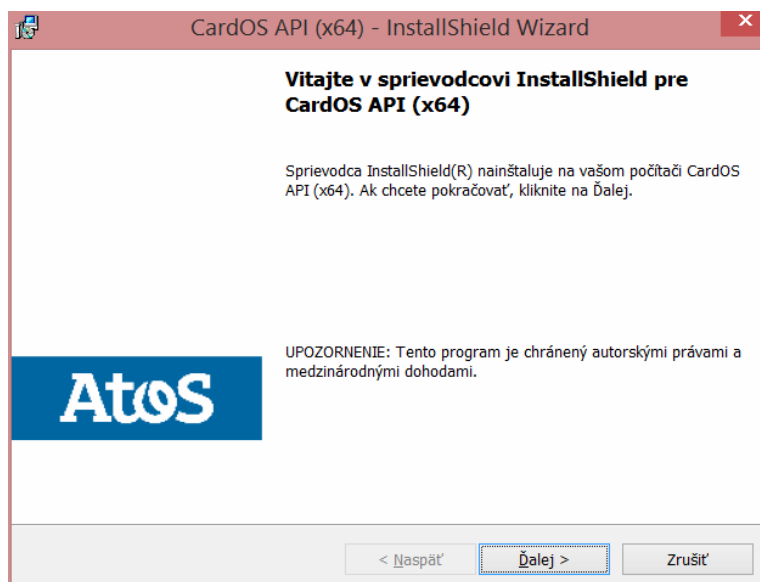 CardOS API (x64) - InstallShield Wizard
Vitajte v sprievodcovi InstallShield pre
CardOS API (x64)
Sprievodca InstallShield(R) nainštaluje na vašom počítači CardOS
API (x64). Ak chcete pokračovať, kliknite na Ďalej.
UPOZORNENIE: Tento program je chránený autorskými právami a
medzinárodnými dohodami.
Atos
< Naspäť
Ďalej >
Zrušiť